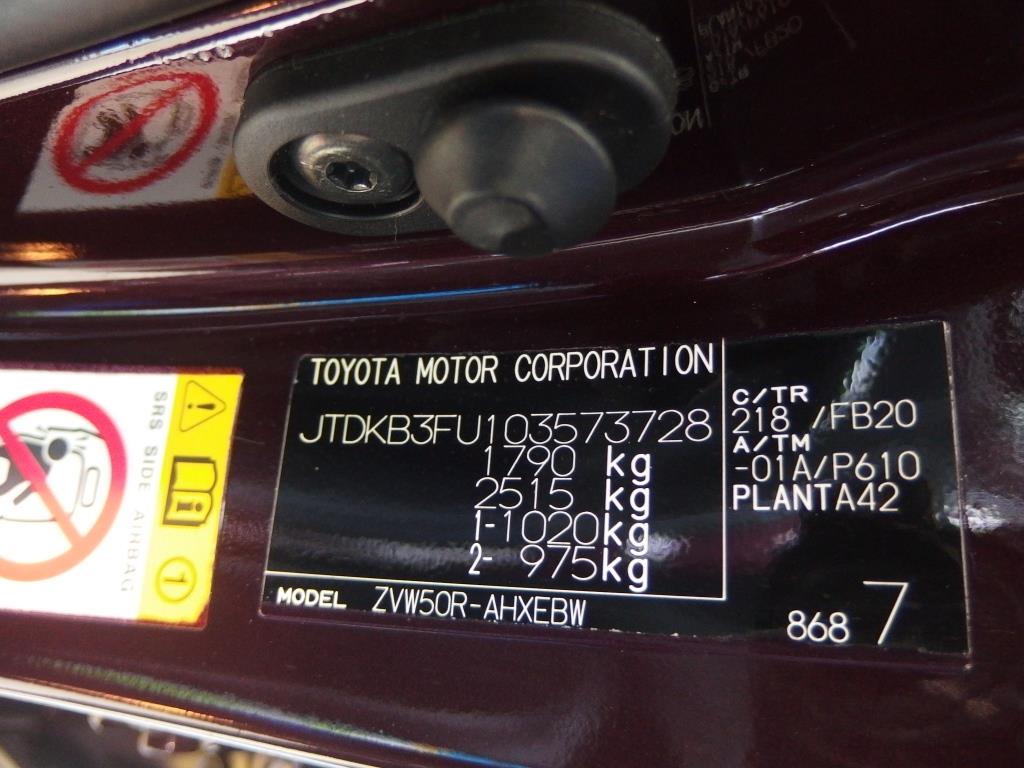 TOYOTA MOTOR CORPORATION
JTDKB3FU103573728
1790 kg
2515 kg
1-1020kg
2- 975kg
MODEL ZVW50R-AHXEBW
C/TR
218 /FB20
A/TM
-01A/P610
PLANTA42
868 7
SRS SIDE AIRBAG
1